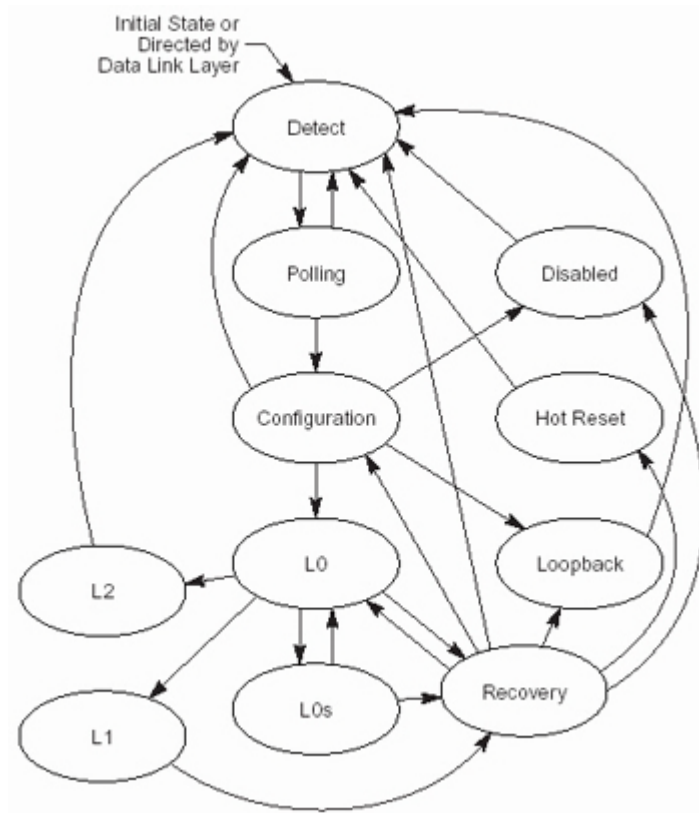 Initial State or
Directed by
Data Link Layer
Detect
Polling
Disabled
Configuration
Hot Reset
L0
Loopback
L2
L0s
Recovery
L1